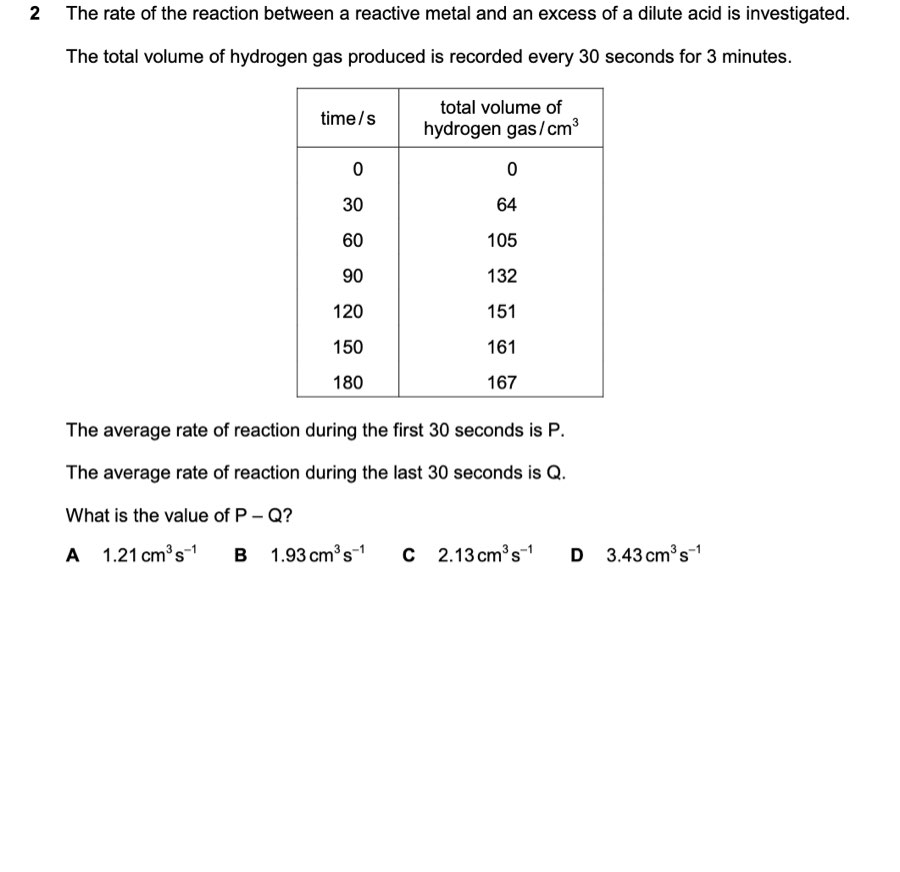 2 The rate of the reaction between a reactive metal and an excess of a dilute acid is investigated.
The total volume of hydrogen gas produced is recorded every 30 seconds for 3 minutes.
time/s total volume of
hydrogen gas/cm³
0 0
30 64
60 105
90 132
120 151
150 161
180 167
The average rate of reaction during the first 30 seconds is P.
The average rate of reaction during the last 30 seconds is Q.
What is the value of P – Q?
A 1.21 cm³ s⁻¹ B 1.93 cm³ s⁻¹ C 2.13 cm³ s⁻¹ D 3.43 cm³ s⁻¹